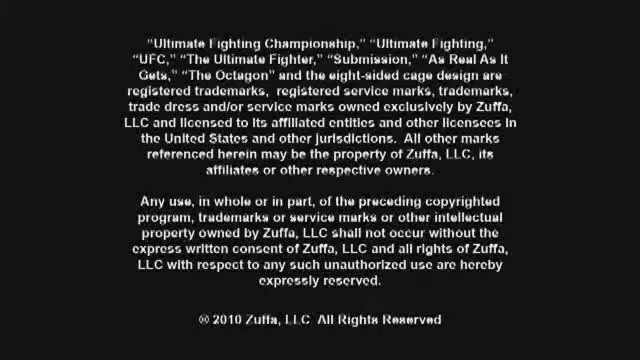 "Ultimate Fighting Championship," "Ultimate Fighting,"
"UFC," "The Ultimate Fighter," "Submission," "As Real As It
Gets," "The Octagon" and the eight-sided cage design are
registered trademarks, registered service marks, trademarks,
trade dress and/or service marks owned exclusively by Zuffa,
LLC and licensed to its affiliated entities and other licensees in
the United States and other jurisdictions. All other marks
referenced herein may be the property of Zuffa, LLC, its
affiliates or other respective owners.
Any use, in whole or in part, of the preceding copyrighted
program, trademarks or service marks or other intellectual
property owned by Zuffa, LLC shall not occur without the
express written consent of Zuffa, LLC and all rights of Zuffa,
LLC with respect to any such unauthorized use are hereby
expressly reserved.
© 2010 Zuffa, LLC All Rights Reserved